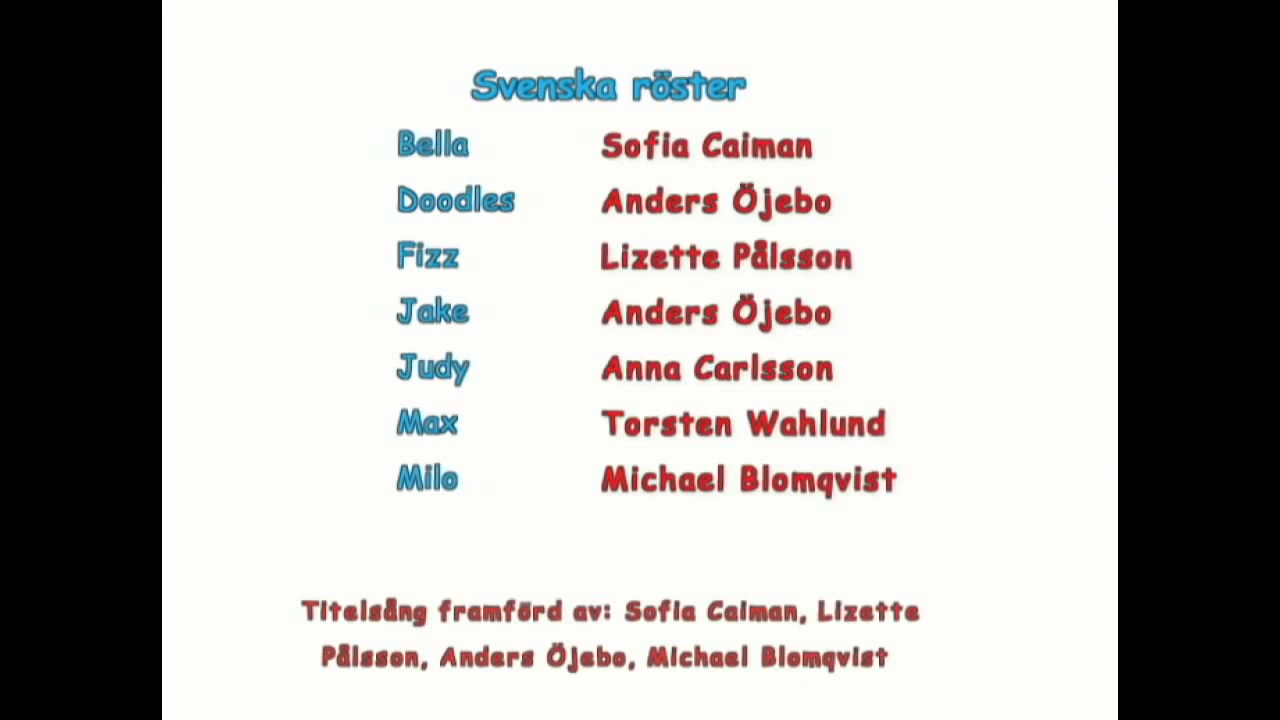 Svenska röster
Bella Sofia Caiman
Doodles Anders Öjebo
Fizz Lizette Pålsson
Jake Anders Öjebo
Judy Anna Carlsson
Max Torsten Wahlund
Milo Michael Blomqvist
Titelsång framförd av: Sofia Caiman, Lizette
Pålsson, Anders Öjebo, Michael Blomqvist